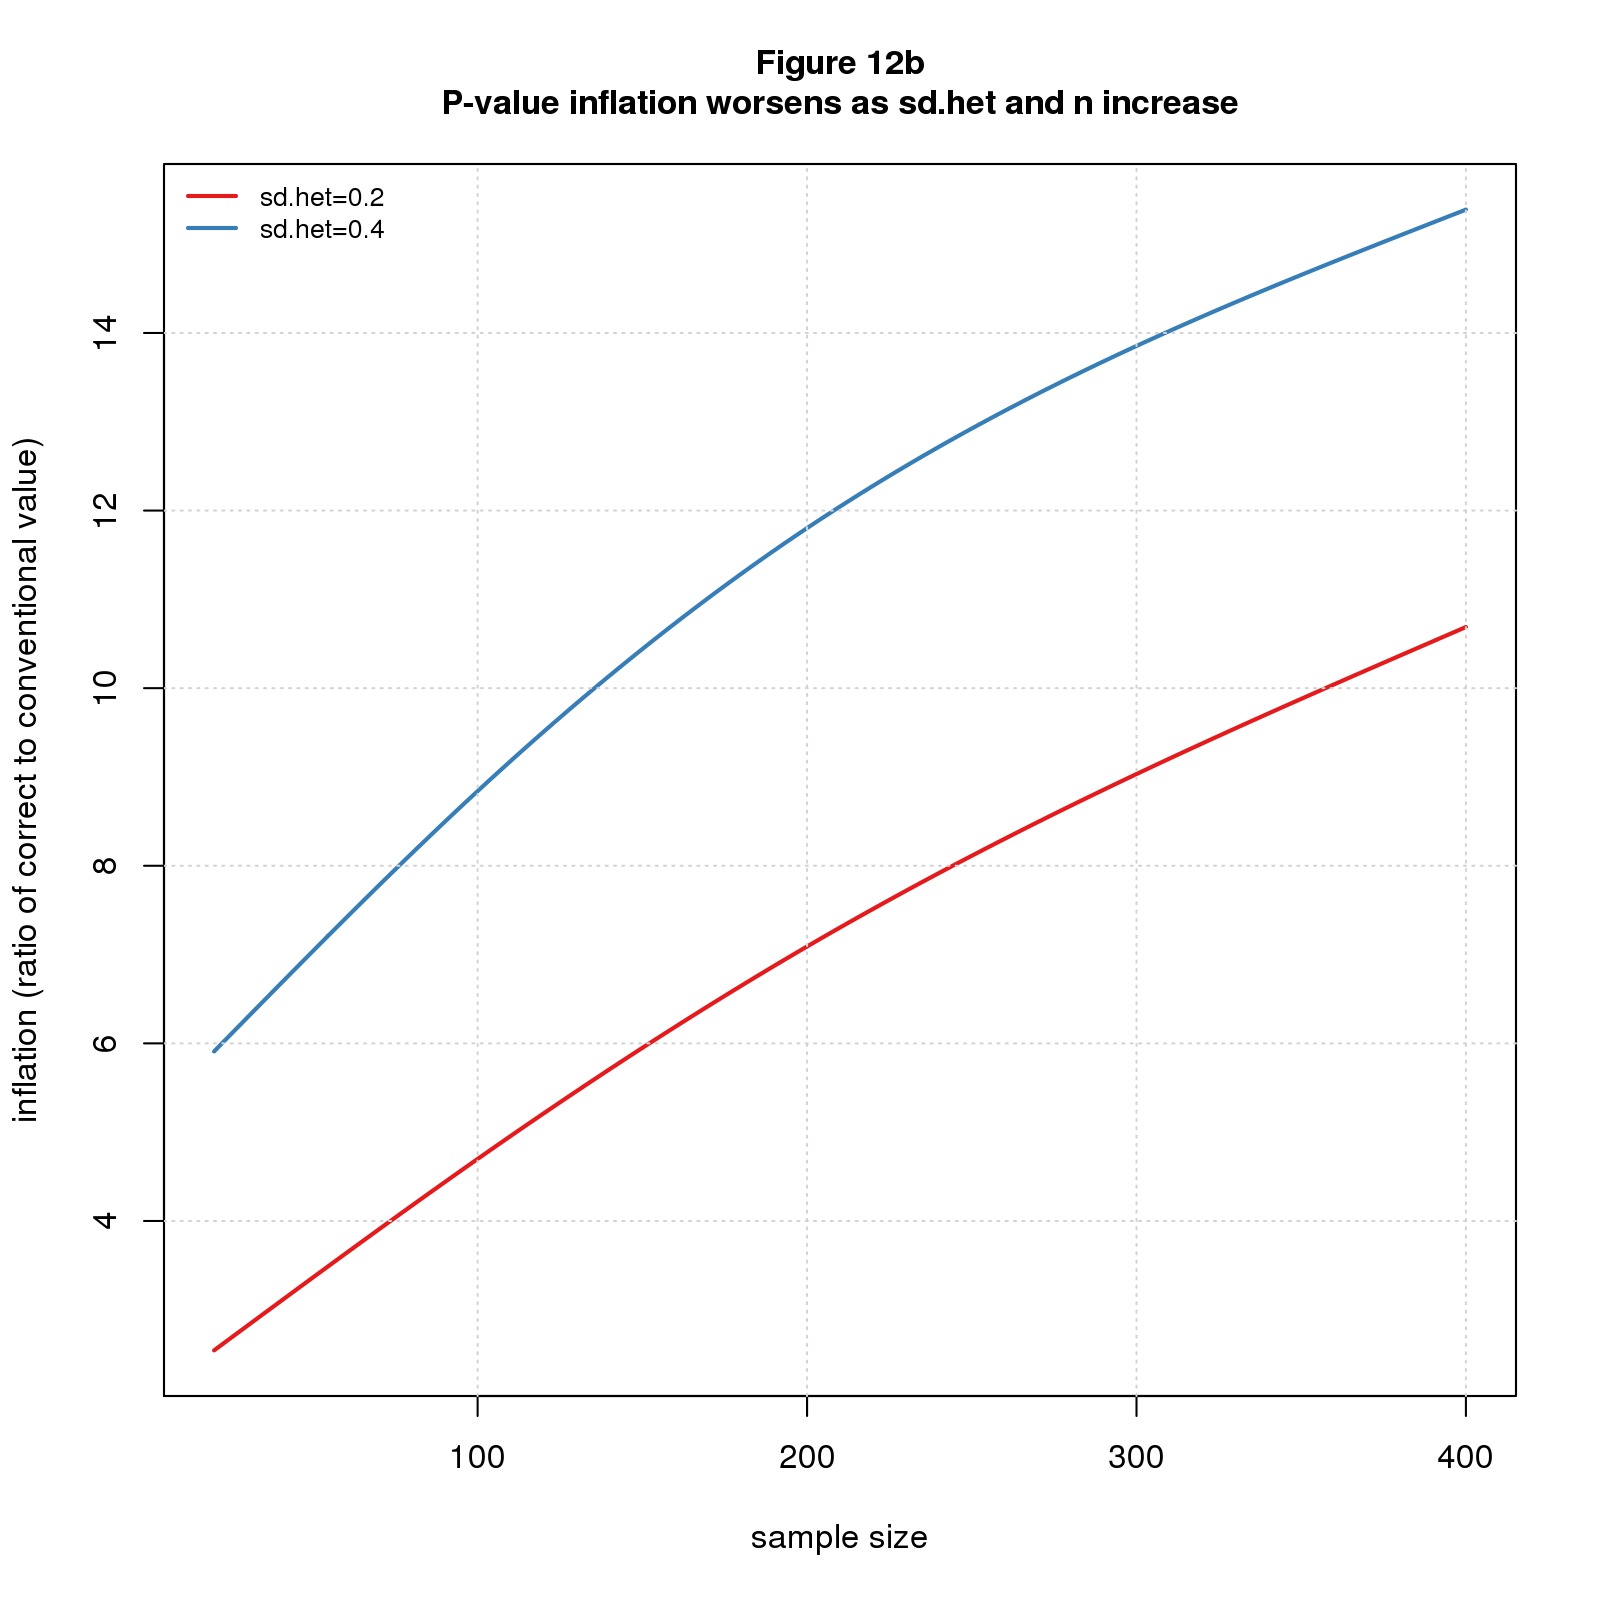 Figure 12b
P-value inflation worsens as sd.het and n increase
sd.het=0.2
sd.het=0.4
inflation (ratio of correct to conventional value)
14
12
10
8
6
4
100
200
300
400
sample size